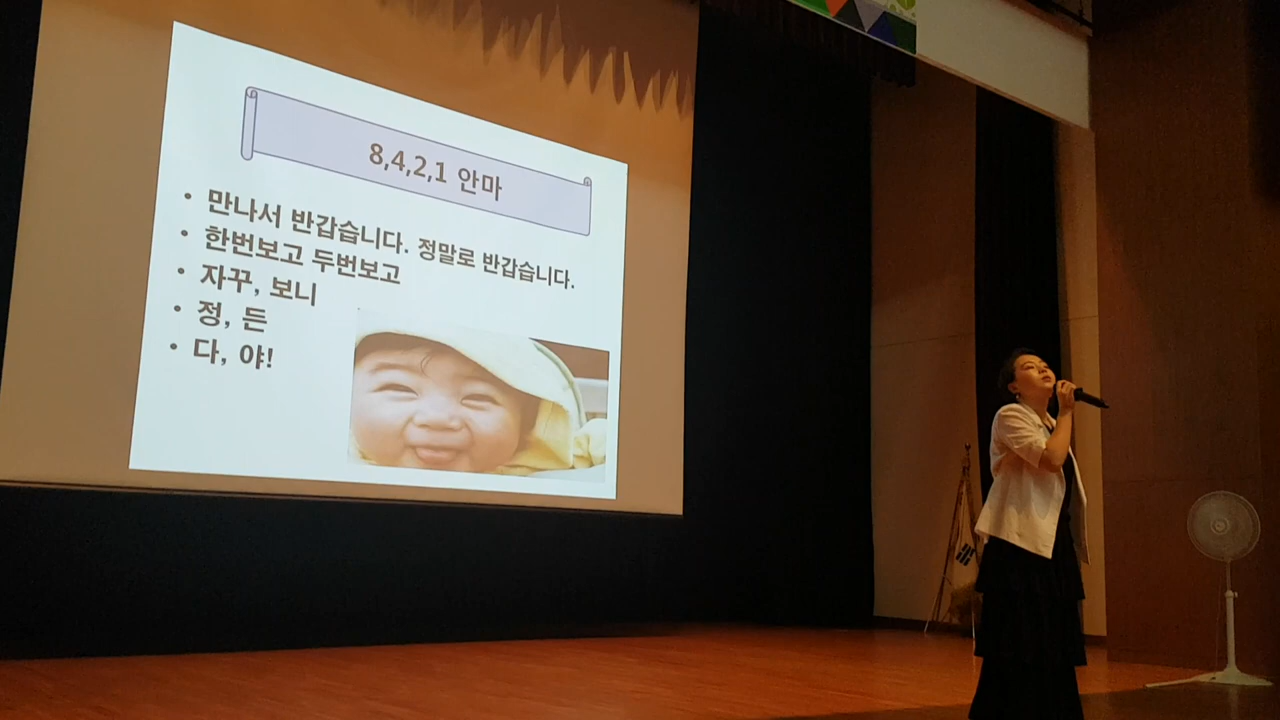 8,4,2,1 안마
• 만나서 반갑습니다. 정말로 반갑습니다.
• 한번보고 두번보고
• 자꾸, 보니
• 정, 든
• 다, 야!